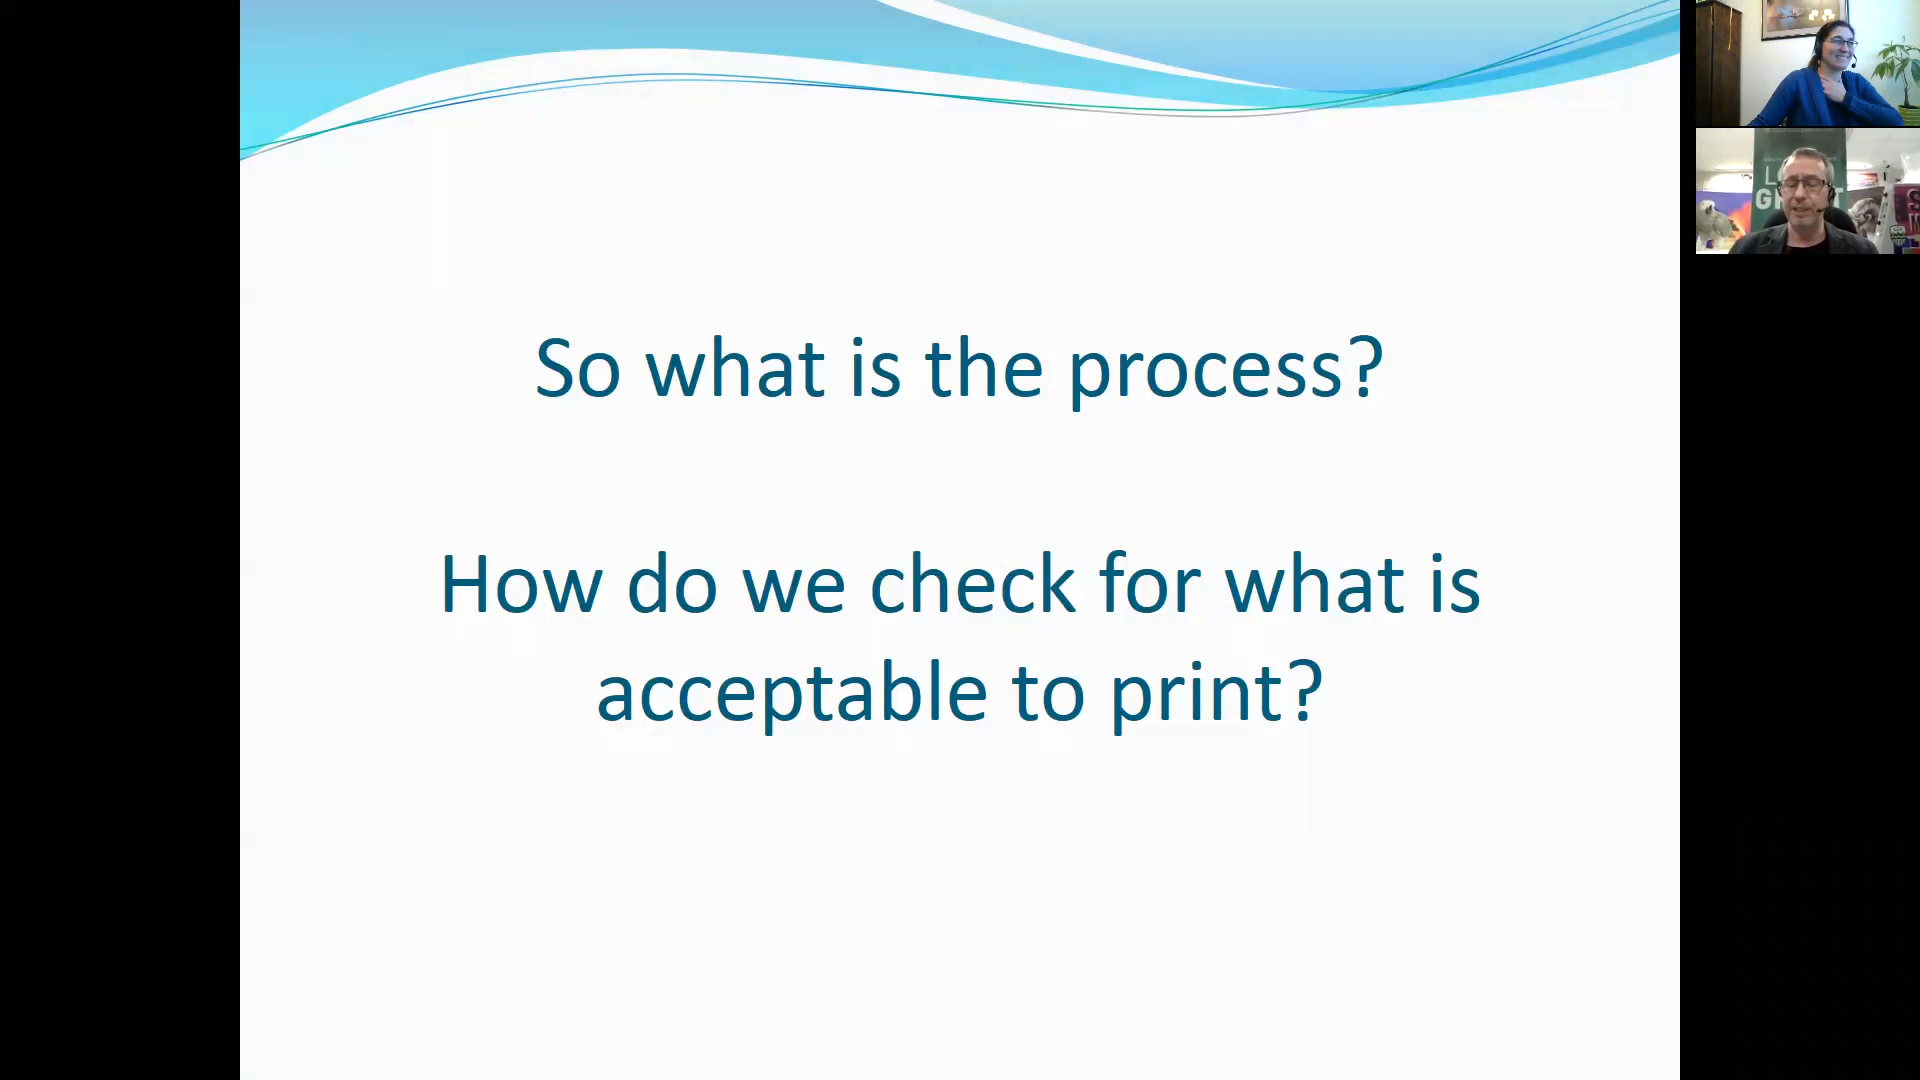 So what is the process?
How do we check for what is
acceptable to print?